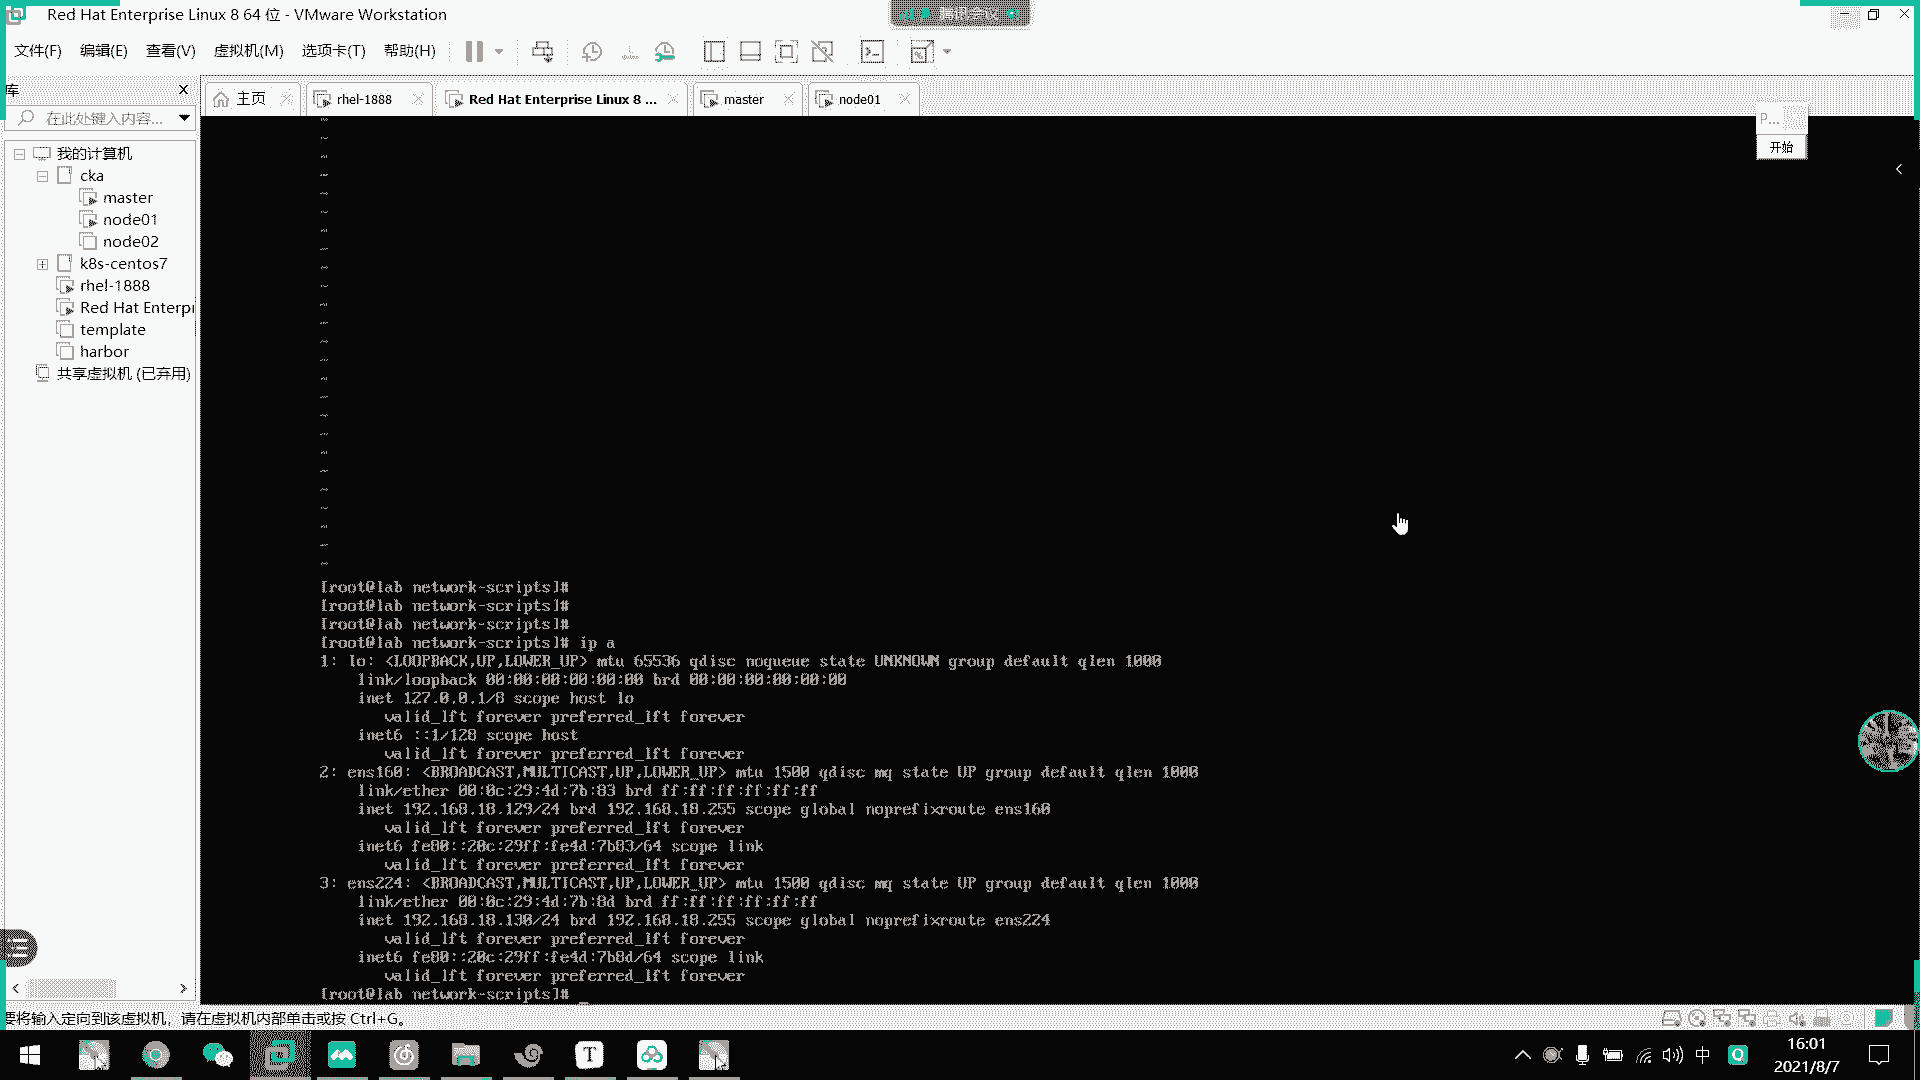 Red Hat Enterprise Linux 8 64 位 - VMware Workstation
腾讯会议
文件(F) 编辑(E) 查看(V) 虚拟机(M) 选项卡(T) 帮助(H)
库
主页 rhel-1888 Red Hat Enterprise Linux 8 ... master node01
在此处键入内容...
P...
开始
我的计算机
cka
master
node01
node02
k8s-centos7
rhel-1888
Red Hat Enterpr
template
harbor
共享虚拟机 (已弃用)
[root@lab network-scripts]#
[root@lab network-scripts]#
[root@lab network-scripts]#
[root@lab network-scripts]# ip a
1: lo: <LOOPBACK,UP,LOWER_UP> mtu 65536 qdisc noqueue state UNKNOWN group default qlen 1000
link/loopback 00:00:00:00:00:00 brd 00:00:00:00:00:00
inet 127.0.0.1/8 scope host lo
valid_lft forever preferred_lft forever
inet6 ::1/128 scope host
valid_lft forever preferred_lft forever
2: ens160: <BROADCAST,MULTICAST,UP,LOWER_UP> mtu 1500 qdisc mq state UP group default qlen 1000
link/ether 00:0c:29:4d:7b:83 brd ff:ff:ff:ff:ff:ff
inet 192.168.18.129/24 brd 192.168.18.255 scope global noprefixroute ens160
valid_lft forever preferred_lft forever
inet6 fe80::20c:29ff:fe4d:7b83/64 scope link
valid_lft forever preferred_lft forever
3: ens224: <BROADCAST,MULTICAST,UP,LOWER_UP> mtu 1500 qdisc mq state UP group default qlen 1000
link/ether 00:0c:29:4d:7b:8d brd ff:ff:ff:ff:ff:ff
inet 192.168.18.130/24 brd 192.168.18.255 scope global noprefixroute ens224
valid_lft forever preferred_lft forever
inet6 fe80::20c:29ff:fe4d:7b8d/64 scope link
valid_lft forever preferred_lft forever
[root@lab network-scripts]#
要将输入定向到该虚拟机，请在虚拟机内部单击或按 Ctrl+G。
中
16:01
2021/8/7